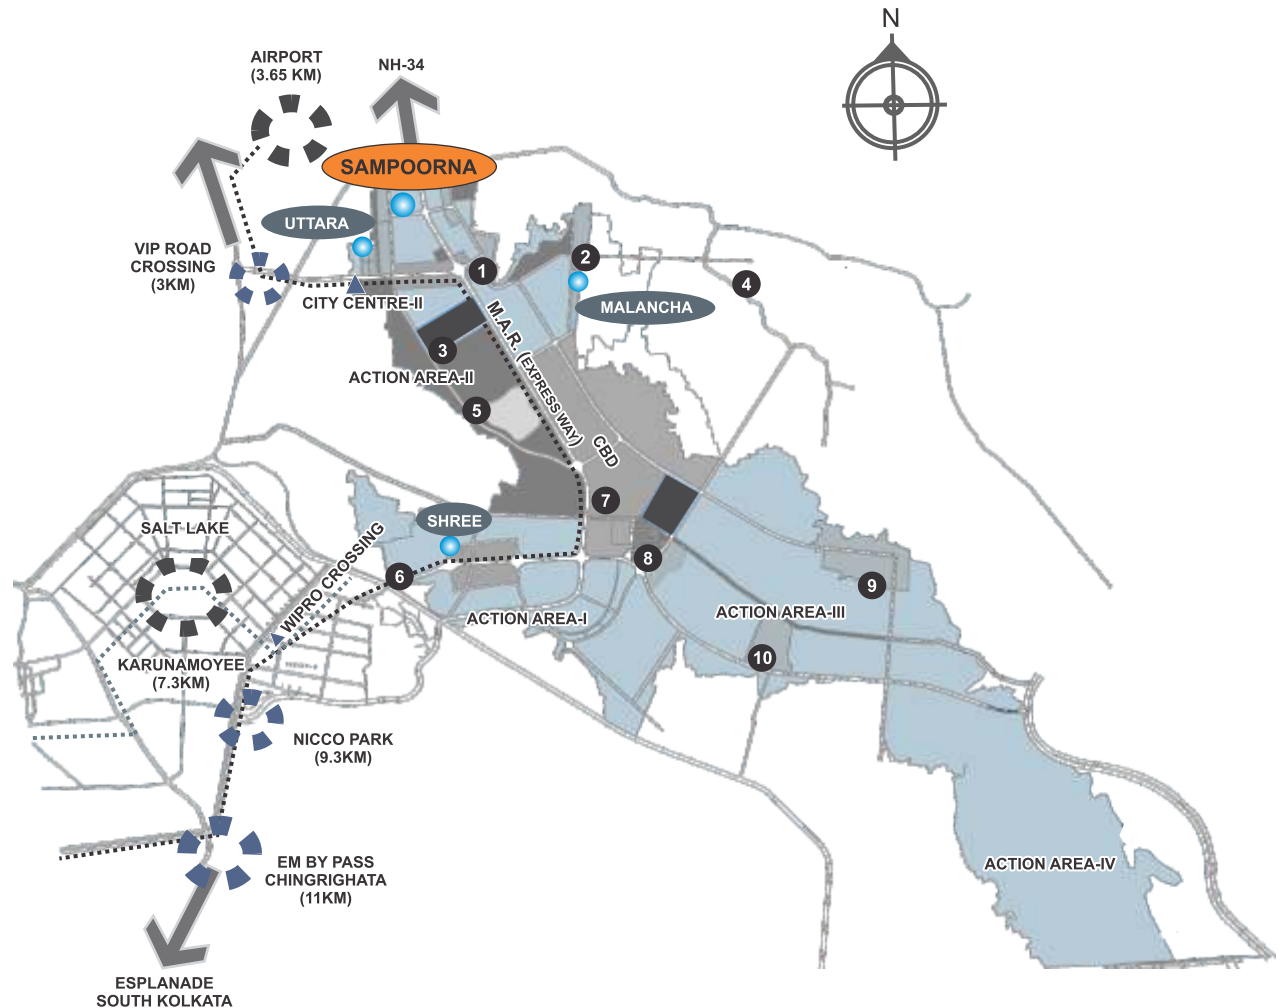 N
AIRPORT
(3.65 KM)
NH-34
SAMPOORNA
UTTARA
VIP ROAD
CROSSING
(3KM)
CITY CENTRE-II
1
2
MALANCHA
4
M.A.R. (EXPRESS WAY)
3
ACTION AREA-II
5
CBD
7
SALT LAKE
SHREE
WIPRO CROSSING
6
8
9
ACTION AREA-I
ACTION AREA-III
10
KARUNAMOYEE
(7.3KM)
NICCO PARK
(9.3KM)
EM BY PASS
CHINGRIGHATA
(11KM)
ACTION AREA-IV
ESPLANADE
SOUTH KOLKATA